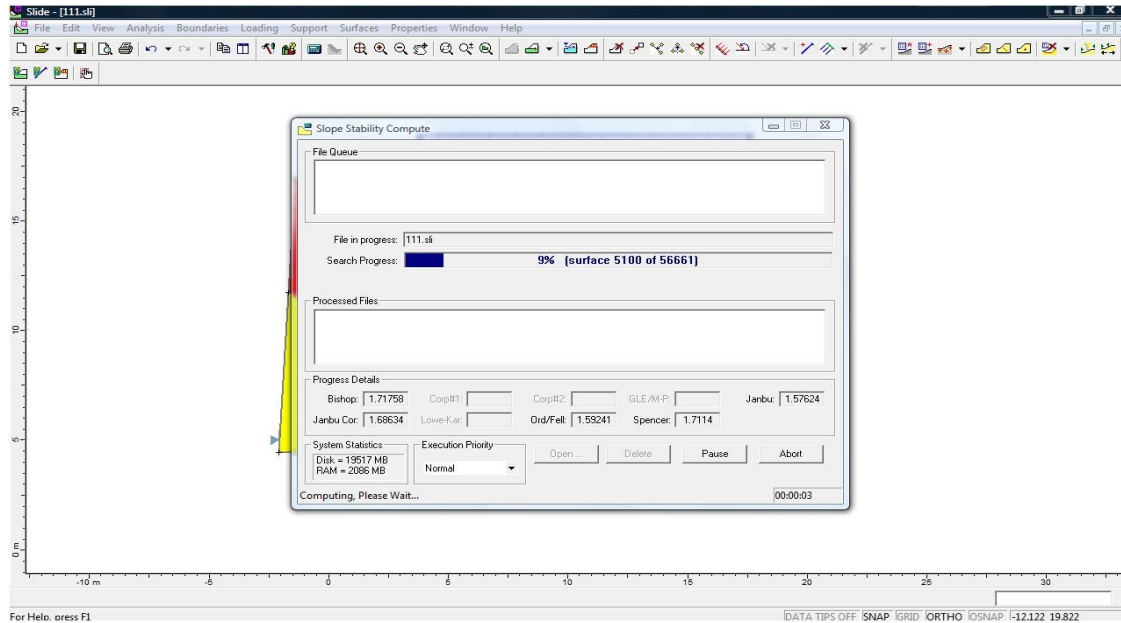 Slide - [111.sli]
File Edit View Analysis Boundaries Loading Support Surfaces Properties Window Help
20
15
10
5
0 m
Slope Stability Compute
File Queue
File in progress: 111.sli
Search Progress: 9% (surface 5100 of 56661)
Processed Files
Progress Details
Bishop: 1.71758 Corp#1: Corp#2: GLE/M-P: Janbu: 1.57624
Janbu Cor: 1.68634 Lowe-Kar: Ord/Fell: 1.59241 Spencer: 1.7114
System Statistics Execution Priority
Disk = 19517 MB
RAM = 2086 MB
Normal
Open ... Delete Pause Abort
Computing, Please Wait... 00:00:03
-10 m -5 0 5 10 15 20 25 30
For Help, press F1 DATA TIPS OFF SNAP GRID ORTHO OSNAP -12.122 19.822